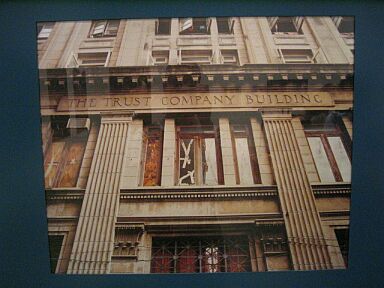 THE TRUST COMPANY BUILDING